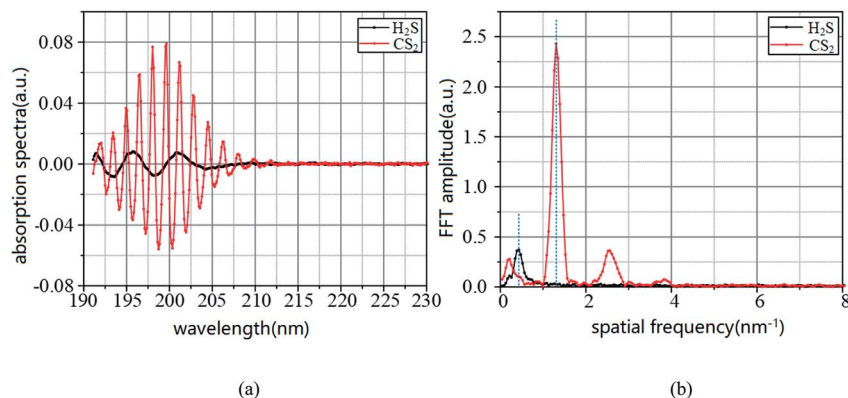 H₂S
CS₂
absorption spectra(a.u.)
0.08
0.04
0.00
-0.04
-0.08
190 195 200 205 210 215 220 225 230
wavelength(nm)
(a)
H₂S
CS₂
FFT amplitude(a.u.)
2.5
2.0
1.5
1.0
0.5
0.0
0 2 4 6 8
spatial frequency(nm⁻¹)
(b)